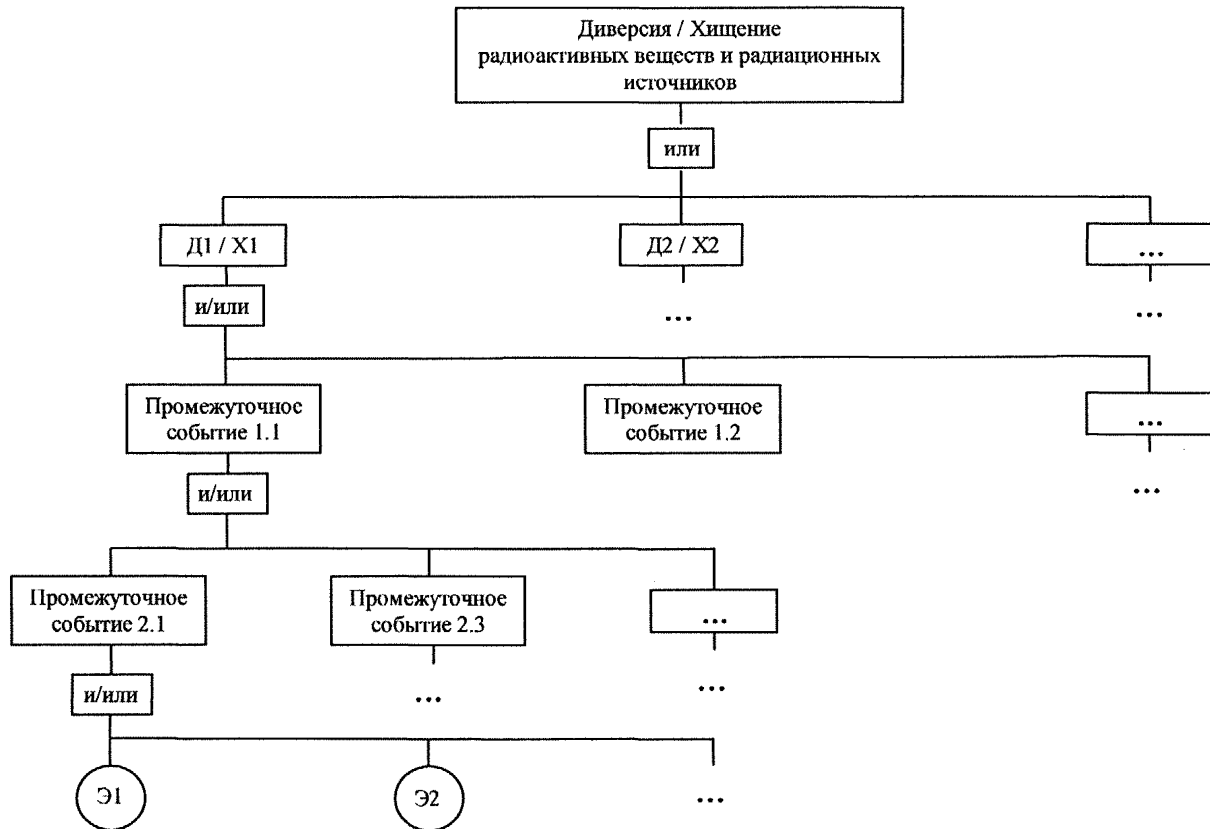 Диверсия / Хищение
радиоактивных веществ и радиационных
источников
или
Д1 / Х1
Д2 / Х2
...
и/или
...
...
Промежуточное
событие 1.1
Промежуточное
событие 1.2
...
и/или
...
Промежуточное
событие 2.1
Промежуточное
событие 2.3
...
и/или
...
...
Э1
Э2
...